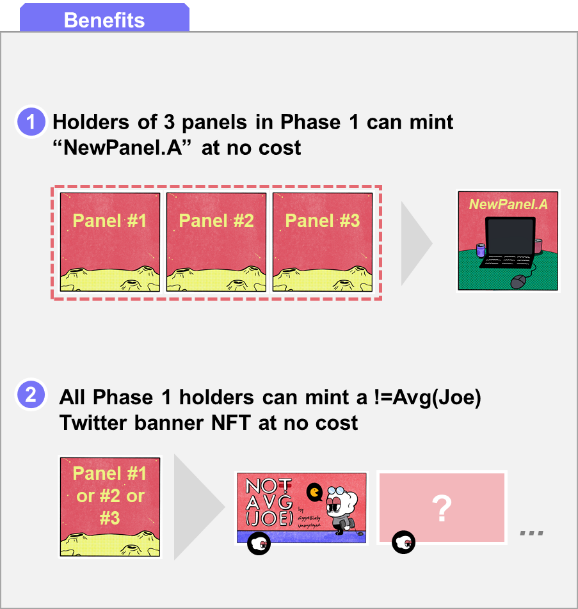 Benefits
1
Holders of 3 panels in Phase 1 can mint
“NewPanel.A” at no cost
Panel #1
Panel #2
Panel #3
NewPanel.A
2
All Phase 1 holders can mint a !=Avg(Joe)
Twitter banner NFT at no cost
Panel #1
or #2 or
#3
NOT
AVG
(JOE)
by
?
...